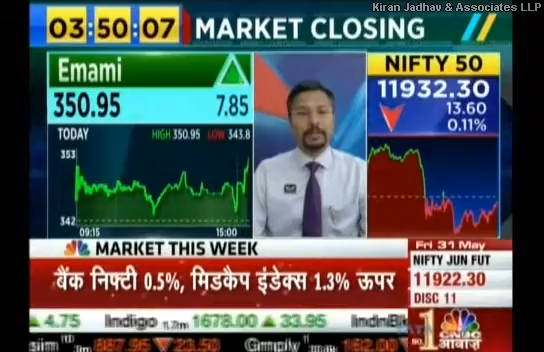 Kiran Jadhav & Associates LLP
03:50:07 MARKET CLOSING
Emami
350.95 7.85
TODAY HIGH 350.95 LOW 343.8
353
342
09:15 15:00
NIFTY 50
11932.30
13.60
0.11%
MARKET THIS WEEK
बैंक निफ्टी 0.5%, मिडकैप इंडेक्स 1.3% ऊपर
Fri 31 May
NIFTY JUN FUT
11922.30
DISC 11
4.75 Indigo 1678.00 33.95
CNBC
आवाज़
23.50